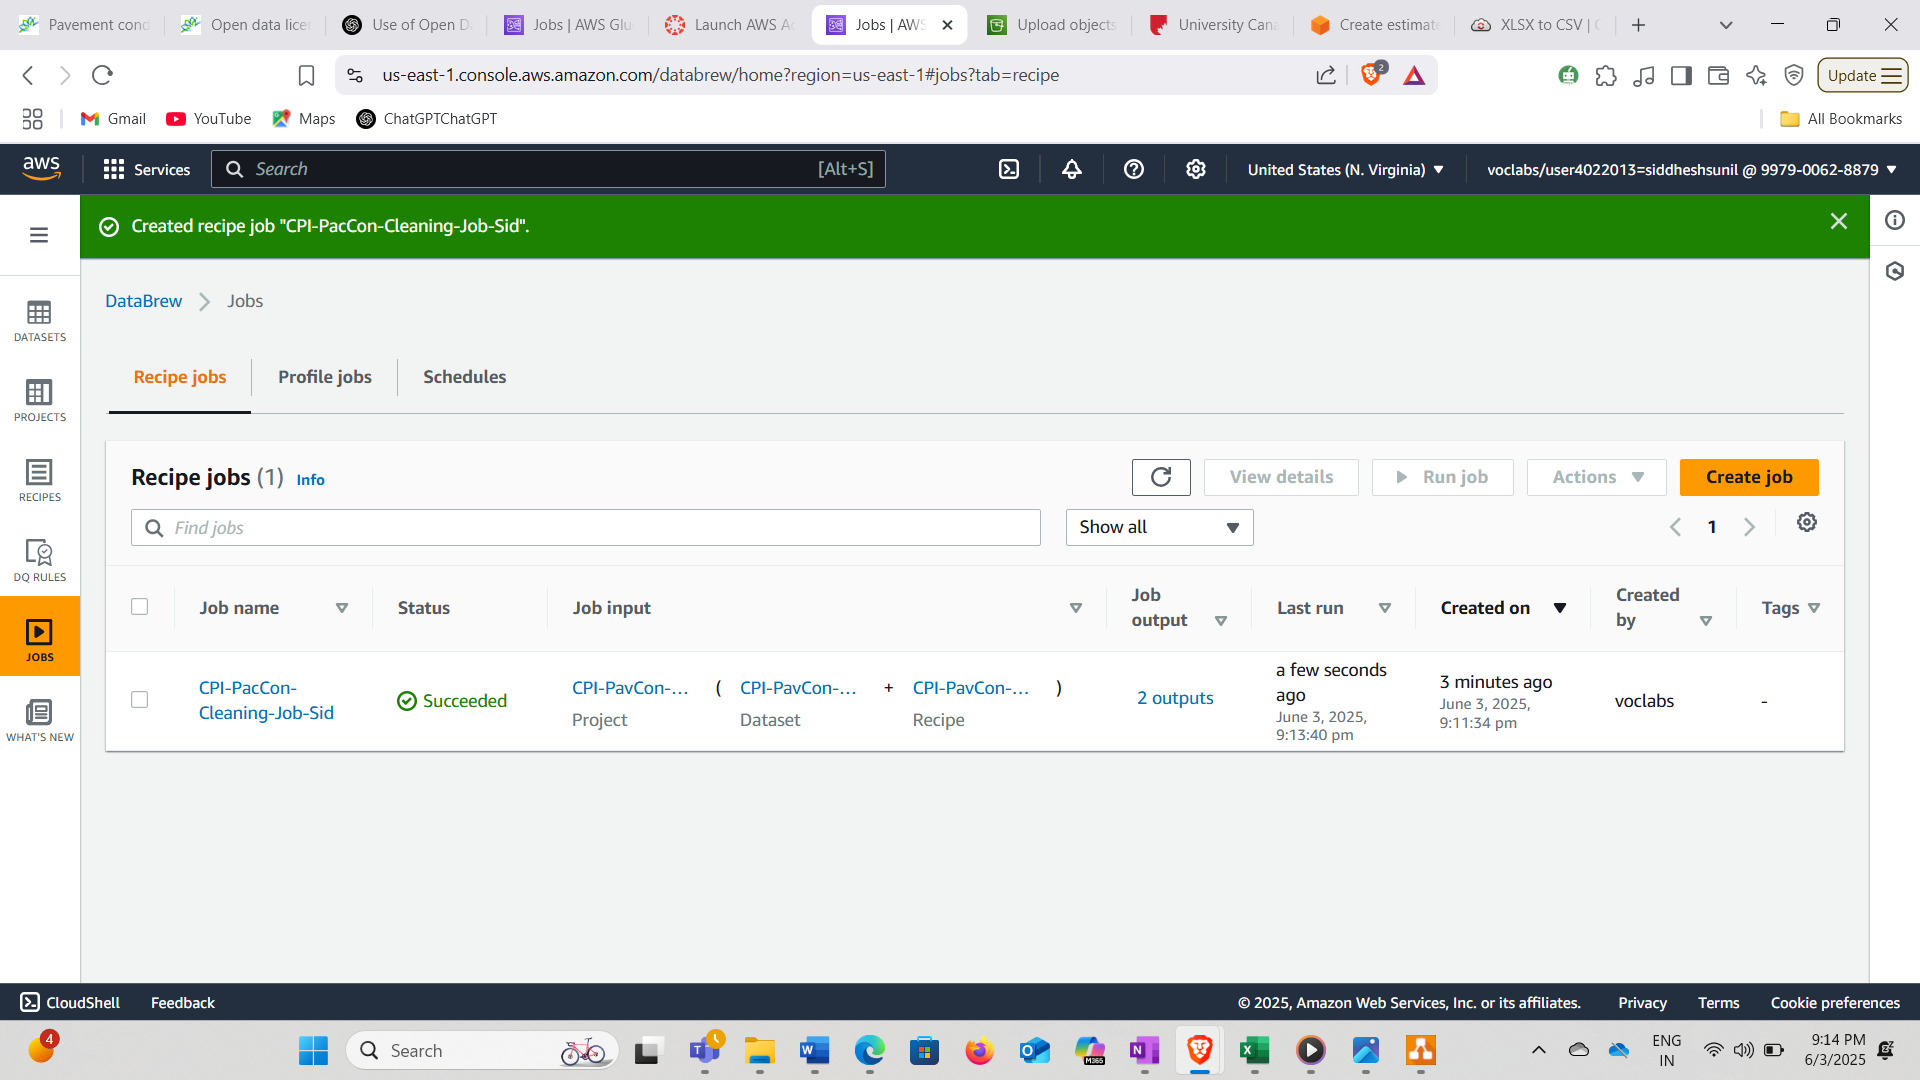 Pavement cond
Open data licen
Use of Open D
Jobs | AWS Glu
Launch AWS Ac
Jobs | AWS
Upload objects
University Cana
Create estimate
XLSX to CSV | C
us-east-1.console.aws.amazon.com/databrew/home?region=us-east-1#jobs?tab=recipe
2
Update
Gmail
YouTube
Maps
ChatGPTChatGPT
All Bookmarks
aws
Services
Search
[Alt+S]
United States (N. Virginia)
voclabs/user4022013=siddheshsunil @ 9979-0062-8879
Created recipe job "CPI-PacCon-Cleaning-Job-Sid".
DATASETS
PROJECTS
RECIPES
DQ RULES
JOBS
WHAT'S NEW
DataBrew
Jobs
Recipe jobs
Profile jobs
Schedules
Recipe jobs (1) Info
View details
Run job
Actions
Create job
Find jobs
Show all
1
Job name
Status
Job input
Job output
Last run
Created on
Created by
Tags
CPI-PacCon-
Cleaning-Job-Sid
Succeeded
CPI-PavCon-...
Project
(
CPI-PavCon-...
Dataset
+
CPI-PavCon-...
Recipe
)
2 outputs
a few seconds
ago
June 3, 2025,
9:13:40 pm
3 minutes ago
June 3, 2025,
9:11:34 pm
voclabs
-
CloudShell
Feedback
© 2025, Amazon Web Services, Inc. or its affiliates.
Privacy
Terms
Cookie preferences
4
Search
M365
ENG
IN
9:14 PM
6/3/2025